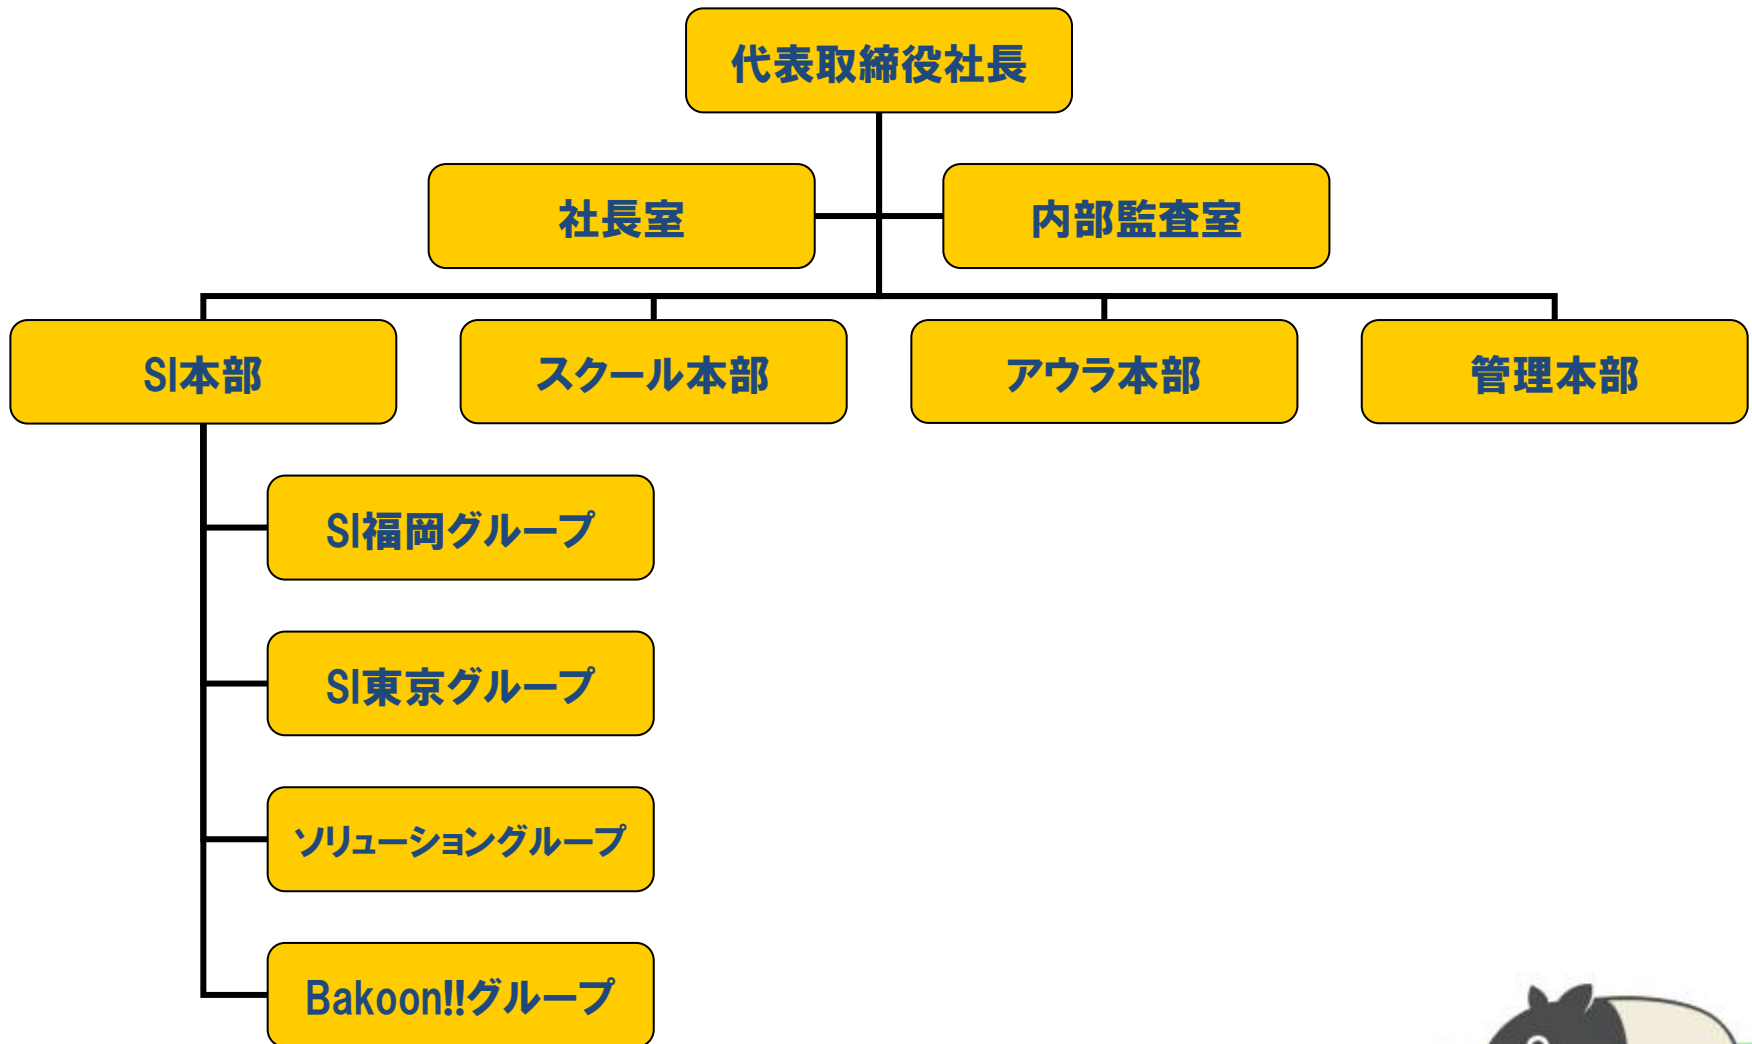 代表取締役社長
社長室
内部監査室
SI本部
スクール本部
アウラ本部
管理本部
SI福岡グループ
SI東京グループ
ソリューショングループ
Bakoon!!グループ